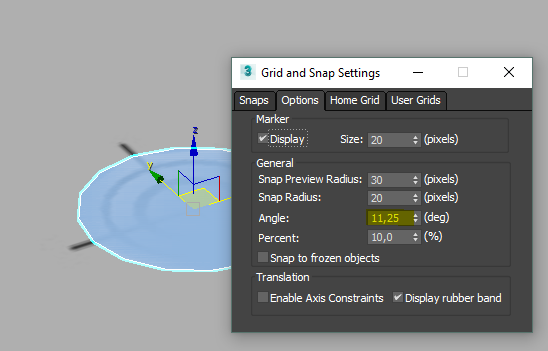 Grid and Snap Settings
Snaps Options Home Grid User Grids
Marker
Display Size: 20 (pixels)
General
Snap Preview Radius: 30 (pixels)
Snap Radius: 20 (pixels)
Angle: 11,25 (deg)
Percent: 10,0 (%)
Snap to frozen objects
Translation
Enable Axis Constraints Display rubber band
z
y
3